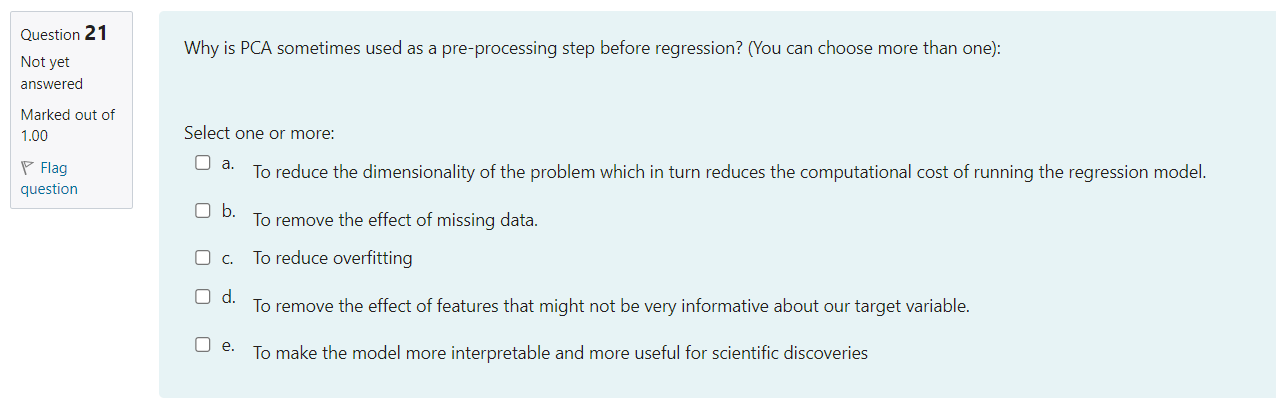 Question 21
Not yet
answered
Marked out of
1.00
Flag
question
Why is PCA sometimes used as a pre-processing step before regression? (You can choose more than one):
Select one or more:
a. To reduce the dimensionality of the problem which in turn reduces the computational cost of running the regression model.
b. To remove the effect of missing data.
c. To reduce overfitting
d. To remove the effect of features that might not be very informative about our target variable.
e. To make the model more interpretable and more useful for scientific discoveries